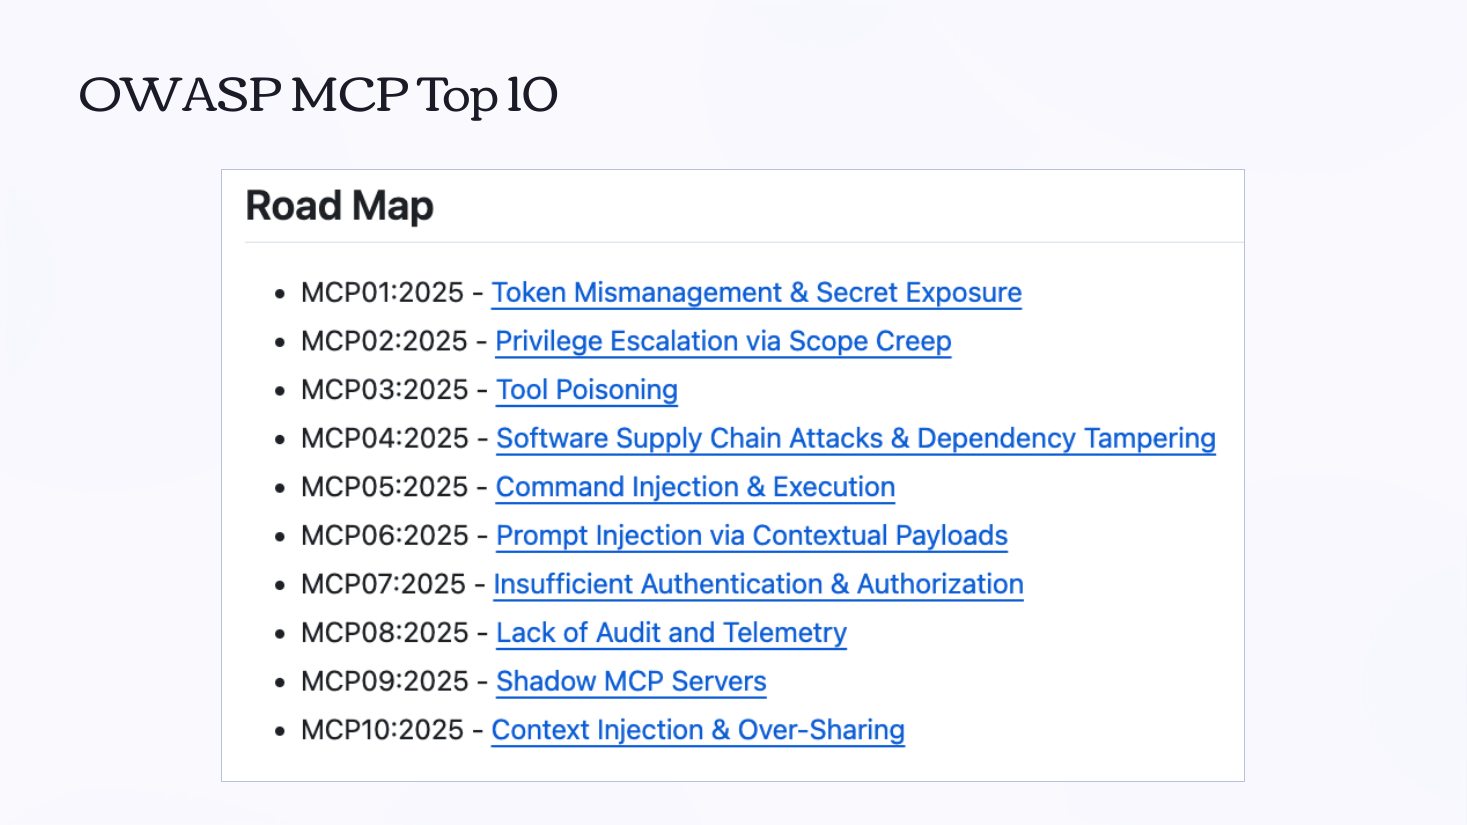 OWASP MCP Top 10
Road Map
• MCP01:2025 - Token Mismanagement & Secret Exposure
• MCP02:2025 - Privilege Escalation via Scope Creep
• MCP03:2025 - Tool Poisoning
• MCP04:2025 - Software Supply Chain Attacks & Dependency Tampering
• MCP05:2025 - Command Injection & Execution
• MCP06:2025 - Prompt Injection via Contextual Payloads
• MCP07:2025 - Insufficient Authentication & Authorization
• MCP08:2025 - Lack of Audit and Telemetry
• MCP09:2025 - Shadow MCP Servers
• MCP10:2025 - Context Injection & Over-Sharing